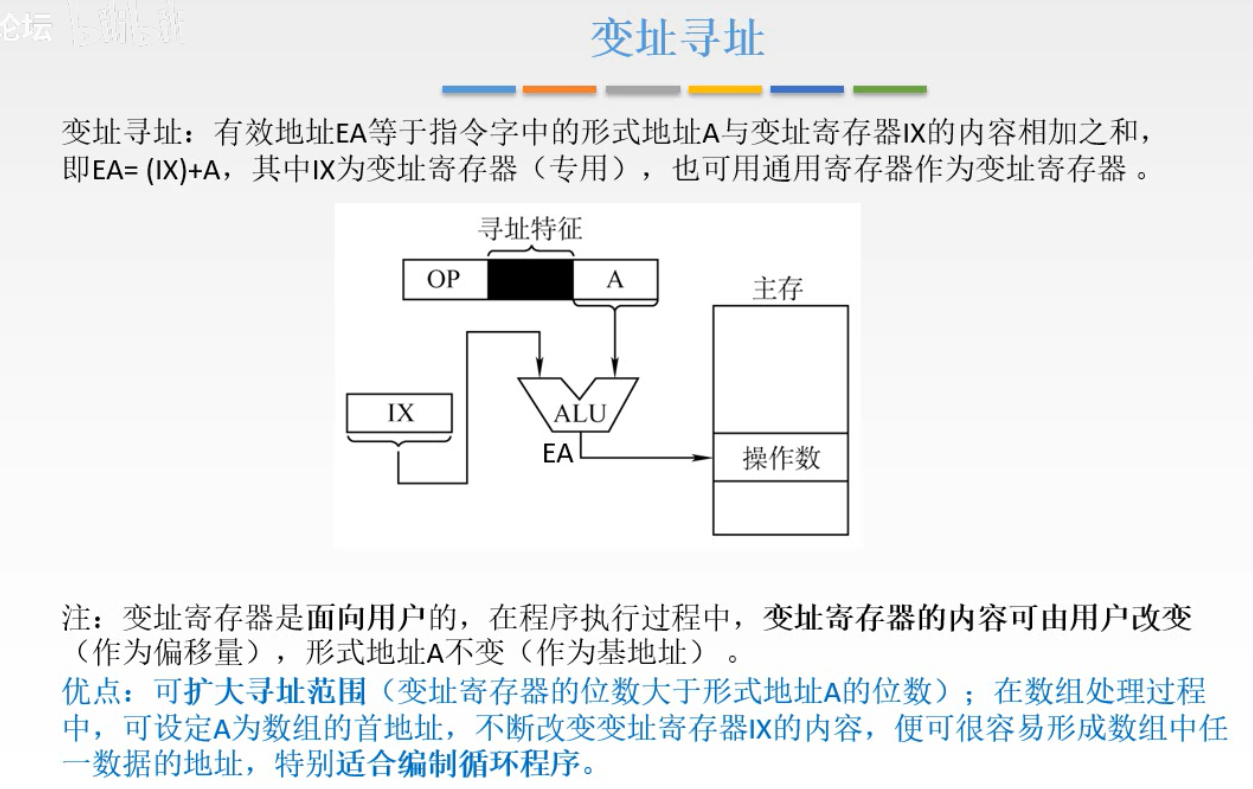 论坛 bilibili
变址寻址
变址寻址：有效地址EA等于指令字中的形式地址A与变址寄存器IX的内容相加之和，
即EA= (IX)+A，其中IX为变址寄存器（专用），也可用通用寄存器作为变址寄存器 。
寻址特征
OP
A
主存
IX
ALU
EA
操作数
注：变址寄存器是面向用户的，在程序执行过程中，变址寄存器的内容可由用户改变
（作为偏移量），形式地址A不变（作为基地址） 。
优点：可扩大寻址范围（变址寄存器的位数大于形式地址A的位数）；在数组处理过程
中，可设定A为数组的首地址，不断改变变址寄存器IX的内容，便可很容易形成数组中任
一数据的地址，特别适合编制循环程序。